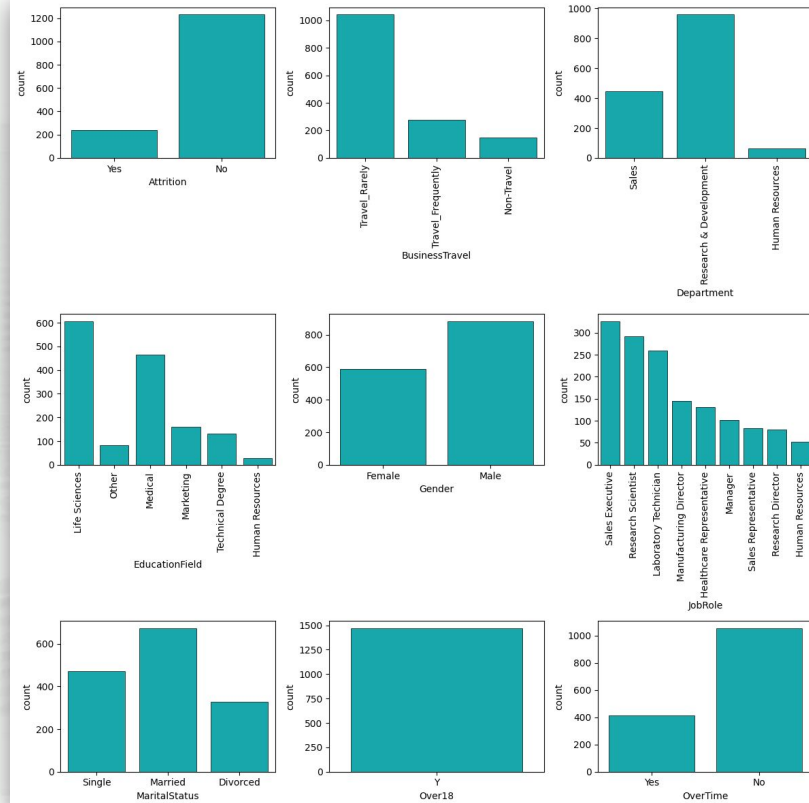 1200
1000
800
600
400
200
0
count
Yes
No
Attrition
1000
800
600
400
200
0
count
Travel_Rarely
Travel_Frequently
Non-Travel
BusinessTravel
1000
800
600
400
200
0
count
Sales
Research & Development
Human Resources
Department
600
500
400
300
200
100
0
count
Life Sciences
Other
Medical
Marketing
Technical Degree
Human Resources
EducationField
800
600
400
200
0
count
Female
Male
Gender
300
250
200
150
100
50
0
count
Sales Executive
Research Scientist
Laboratory Technician
Manufacturing Director
Healthcare Representative
Manager
Sales Representative
Research Director
Human Resources
JobRole
600
400
200
0
count
Single
Married
Divorced
MaritalStatus
1500
1250
1000
750
500
250
0
count
Y
Over18
1000
800
600
400
200
0
count
Yes
No
OverTime